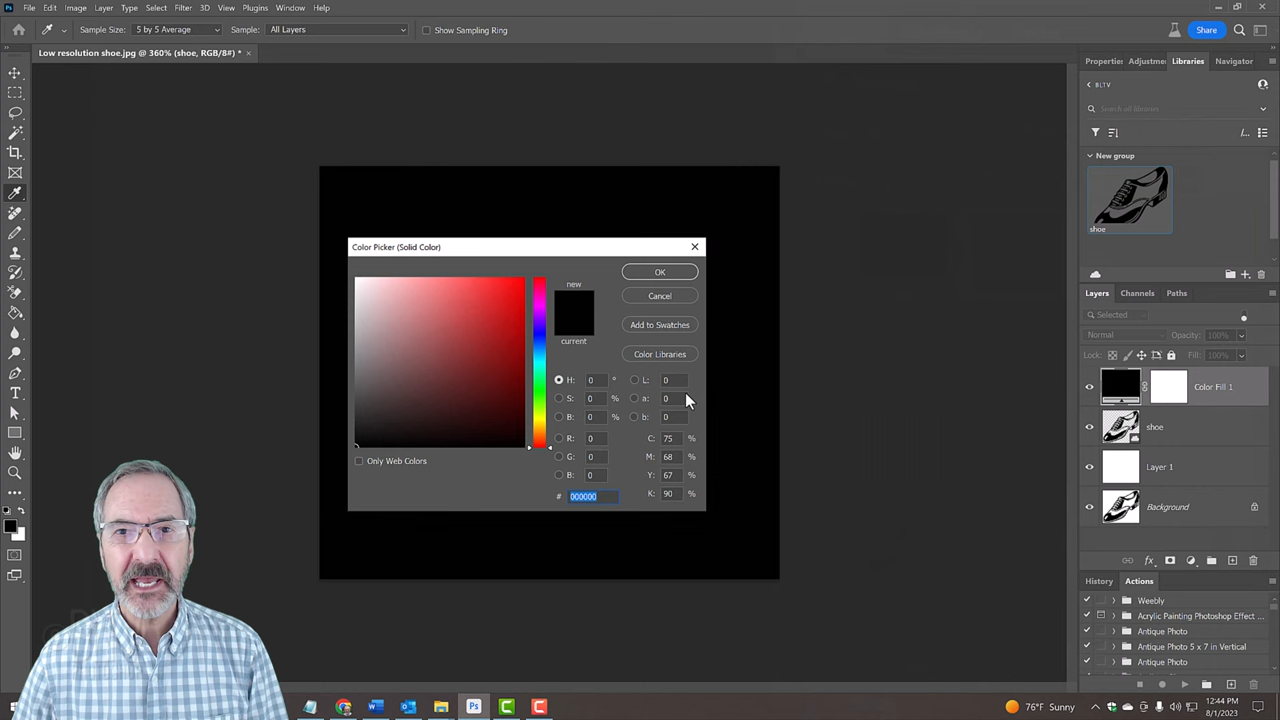 File Edit Image Layer Type Select Filter 3D View Plugins Window Help
Sample Size: 5 by 5 Average Sample: All Layers Show Sampling Ring Share
Low resolution shoe.jpg @ 360% (shoe, RGB/8#) * ×
Properties Adjustments Libraries Navigator
BLTV
Search all libraries
New group
shoe
Color Picker (Solid Color)
new
current
OK
Cancel
Add to Swatches
Color Libraries
H: 0 ° L: 0
S: 0 % a: 0
B: 0 % b: 0
R: 0 C: 75 %
G: 0 M: 68 %
B: 0 Y: 67 %
# 000000 K: 90 %
Only Web Colors
Layers Channels Paths
Selected
Normal Opacity: 100%
Lock: Fill: 100%
Color Fill 1
shoe
Layer 1
Background
fx
History Actions
Weebly
Acrylic Painting Photoshop Effect ...
Antique Photo
Antique Photo 5 x 7 in Vertical
Antique Photo
76°F Sunny
12:44 PM
8/1/2023